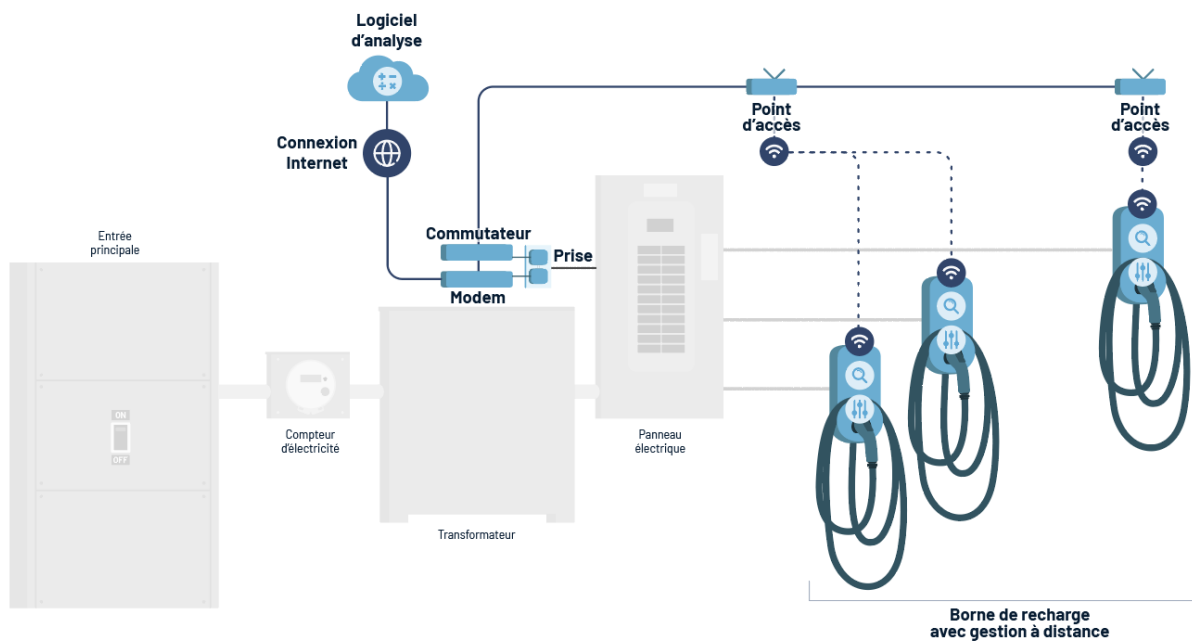 Logiciel
d'analyse
Connexion
Internet
Point
d'accès
Point
d'accès
Commutateur
Prise
Modem
Entrée
principale
ON
OFF
Compteur
d'électricité
Transformateur
Panneau
électrique
Borne de recharge
avec gestion à distance